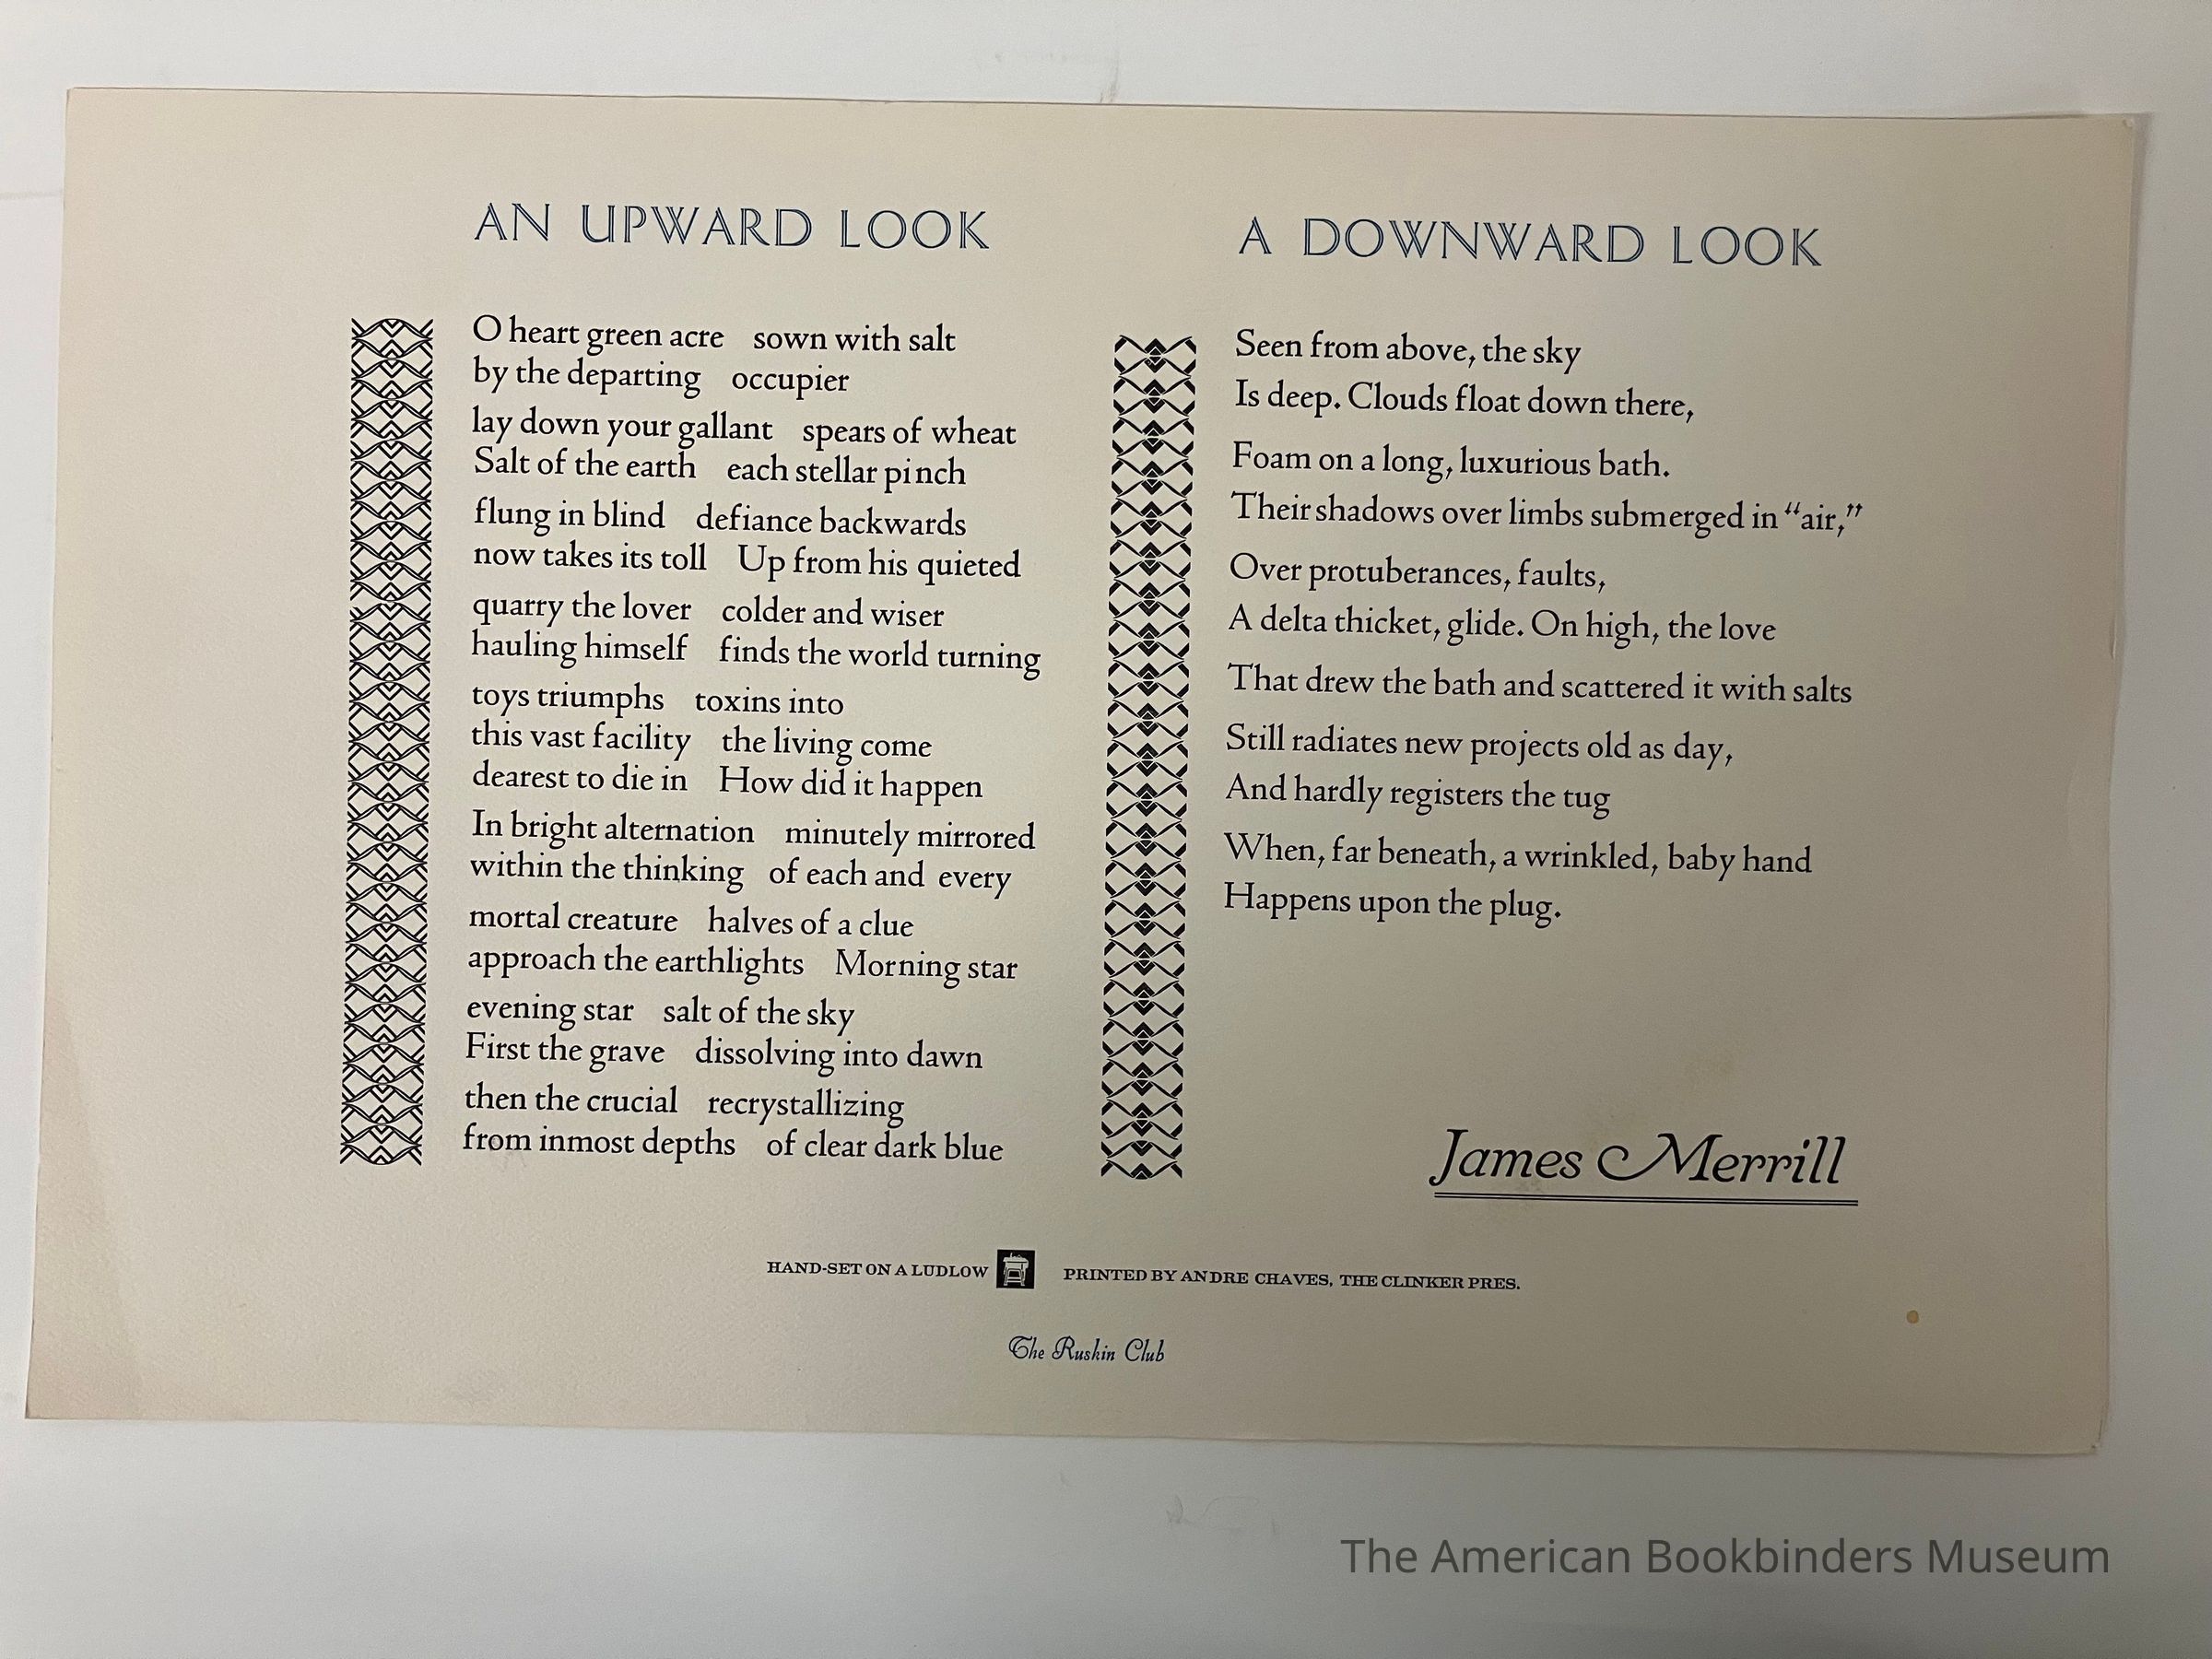 AN UPWARD LOOK
O heart green acre sown with salt
by the departing occupier
lay down your gallant spears of wheat
Salt of the earth each stellar pinch
flung in blind defiance backwards
now takes its toll Up from his quieted
quarry the lover colder and wiser
hauling himself finds the world turning
toys triumphs toxins into
this vast facility the living come
dearest to die in How did it happen
In bright alternation minutely mirrored
within the thinking of each and every
mortal creature halves of a clue
approach the earthlights Morning star
evening star salt of the sky
First the grave dissolving into dawn
then the crucial recrystallizing
from inmost depths of clear dark blue
A DOWNWARD LOOK
Seen from above, the sky
Is deep. Clouds float down there,
Foam on a long, luxurious bath.
Their shadows over limbs submerged in “air,”
Over protuberances, faults,
A delta thicket, glide. On high, the love
That drew the bath and scattered it with salts
Still radiates new projects old as day,
And hardly registers the tug
When, far beneath, a wrinkled, baby hand
Happens upon the plug.
James Merrill
HAND-SET ON A LUDLOW PRINTED BY ANDRE CHAVES, THE CLINKER PRES.
The Ruskin Club
The American Bookbinders Museum